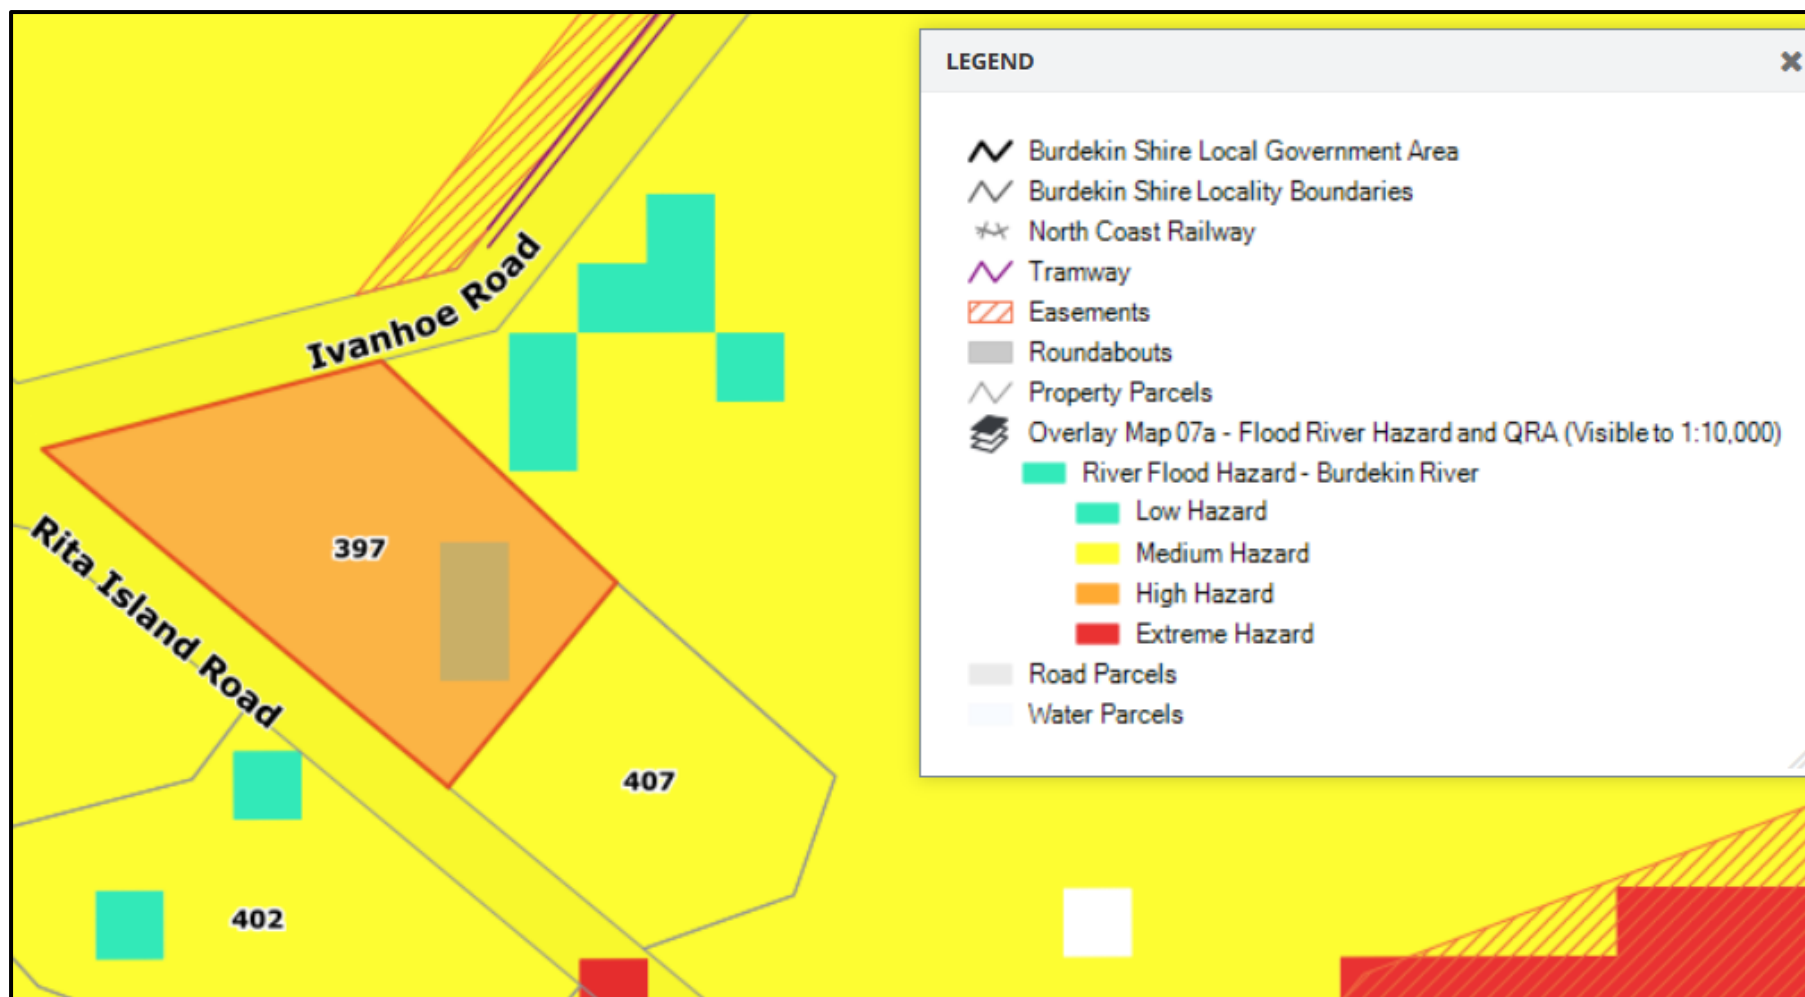 Ivanhoe Road
397
Rita Island Road
407
402
LEGEND
Burdekin Shire Local Government Area
Burdekin Shire Locality Boundaries
North Coast Railway
Tramway
Easements
Roundabouts
Property Parcels
Overlay Map 07a - Flood River Hazard and QRA (Visible to 1:10,000)
River Flood Hazard - Burdekin River
Low Hazard
Medium Hazard
High Hazard
Extreme Hazard
Road Parcels
Water Parcels